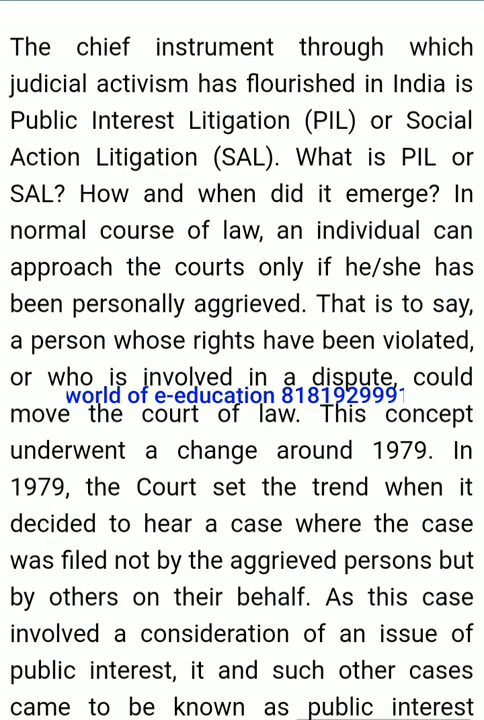 The chief instrument through which
judicial activism has flourished in India is
Public Interest Litigation (PIL) or Social
Action Litigation (SAL). What is PIL or
SAL? How and when did it emerge? In
normal course of law, an individual can
approach the courts only if he/she has
been personally aggrieved. That is to say,
a person whose rights have been violated,
or who is involved in a dispute, could
world of e-education 8181929991
move the court of law. This concept
underwent a change around 1979. In
1979, the Court set the trend when it
decided to hear a case where the case
was filed not by the aggrieved persons but
by others on their behalf. As this case
involved a consideration of an issue of
public interest, it and such other cases
came to be known as public interest